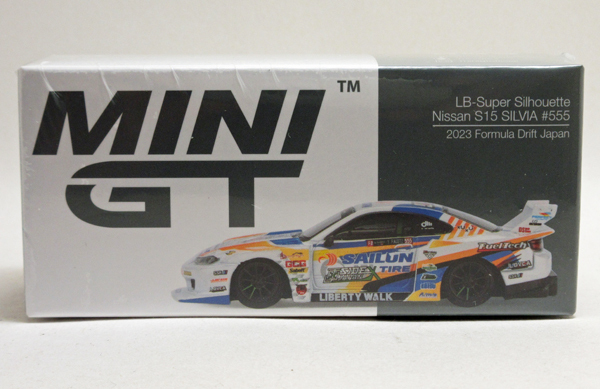 MINI
GT
TM
LB-Super Silhouette
Nissan S15 SILVIA #555
2023 Formula Drift Japan
SAILUN
TIRE
FuelTech
LIBERTY WALK